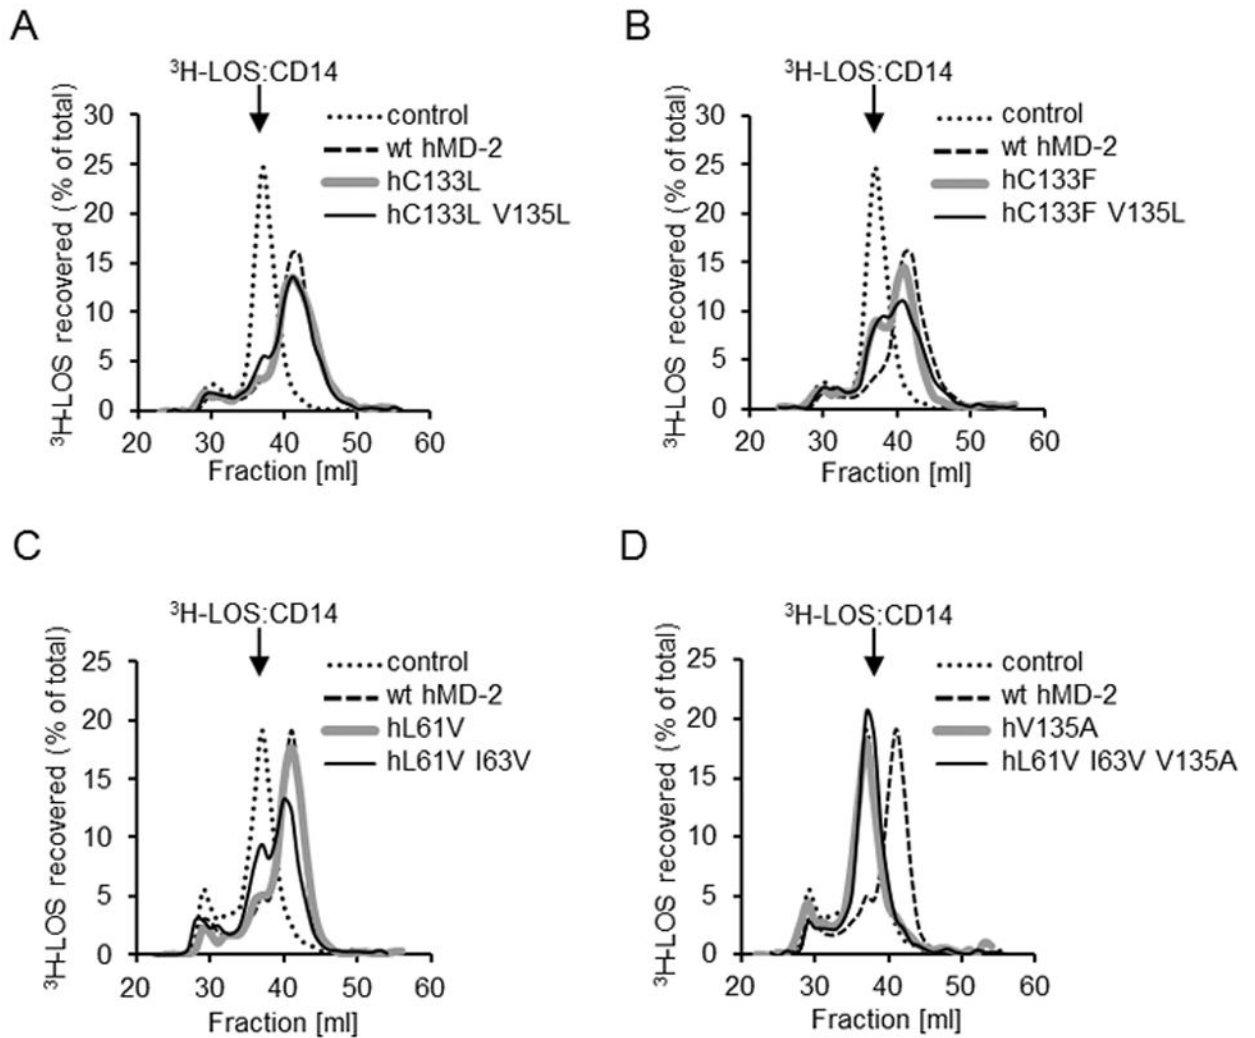 A
³H-LOS:CD14
³H-LOS recovered (% of total)
30
25
20
15
10
5
0
control
wt hMD-2
hC133L
hC133L V135L
20 30 40 50 60
Fraction [ml]
B
³H-LOS:CD14
³H-LOS recovered (% of total)
30
25
20
15
10
5
0
control
wt hMD-2
hC133F
hC133F V135L
20 30 40 50 60
Fraction [ml]
C
³H-LOS:CD14
³H-LOS recovered (% of total)
25
20
15
10
5
0
control
wt hMD-2
hL61V
hL61V I63V
20 30 40 50 60
Fraction [ml]
D
³H-LOS:CD14
³H-LOS recovered (% of total)
25
20
15
10
5
0
control
wt hMD-2
hV135A
hL61V I63V V135A
20 30 40 50 60
Fraction [ml]